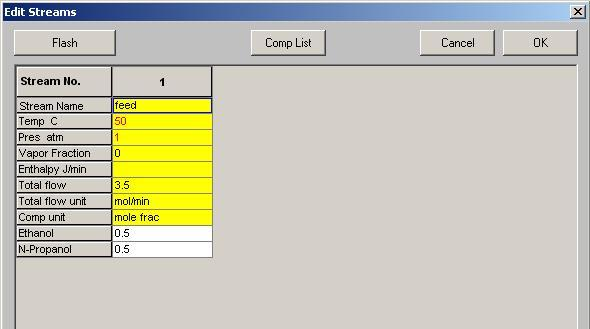 Edit Streams
Flash Comp List Cancel OK
Stream No. 1
Stream Name feed
Temp C 50
Pres atm 1
Vapor Fraction 0
Enthalpy J/min
Total flow 3.5
Total flow unit mol/min
Comp unit mole frac
Ethanol 0.5
N-Propanol 0.5